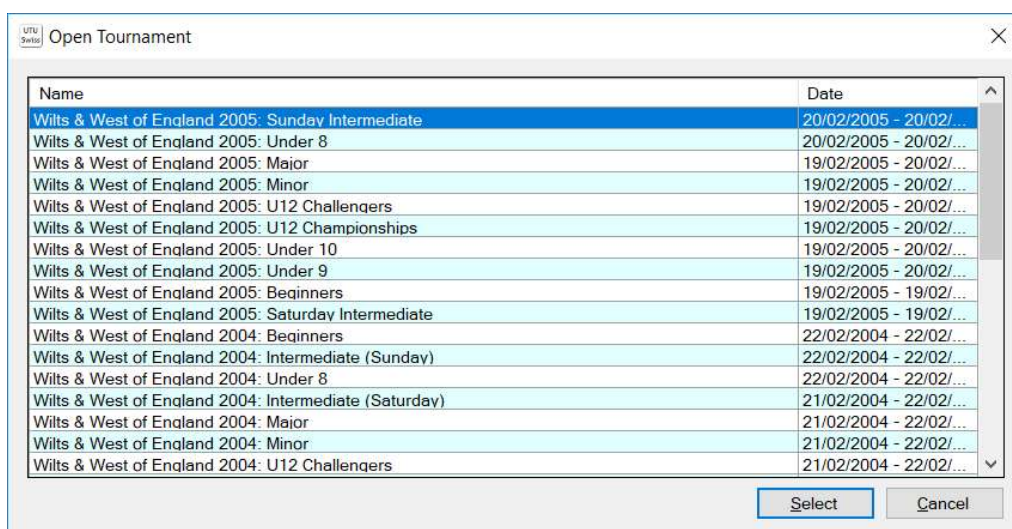 UTU Swiss Open Tournament
Name Date
Wilts & West of England 2005: Sunday Intermediate 20/02/2005 - 20/02/...
Wilts & West of England 2005: Under 8 20/02/2005 - 20/02/...
Wilts & West of England 2005: Major 19/02/2005 - 20/02/...
Wilts & West of England 2005: Minor 19/02/2005 - 20/02/...
Wilts & West of England 2005: U12 Challengers 19/02/2005 - 20/02/...
Wilts & West of England 2005: U12 Championships 19/02/2005 - 20/02/...
Wilts & West of England 2005: Under 10 19/02/2005 - 20/02/...
Wilts & West of England 2005: Under 9 19/02/2005 - 20/02/...
Wilts & West of England 2005: Beginners 19/02/2005 - 19/02/...
Wilts & West of England 2005: Saturday Intermediate 19/02/2005 - 19/02/...
Wilts & West of England 2004: Beginners 22/02/2004 - 22/02/...
Wilts & West of England 2004: Intermediate (Sunday) 22/02/2004 - 22/02/...
Wilts & West of England 2004: Under 8 22/02/2004 - 22/02/...
Wilts & West of England 2004: Intermediate (Saturday) 21/02/2004 - 22/02/...
Wilts & West of England 2004: Major 21/02/2004 - 22/02/...
Wilts & West of England 2004: Minor 21/02/2004 - 22/02/...
Wilts & West of England 2004: U12 Challengers 21/02/2004 - 22/02/...
Select Cancel